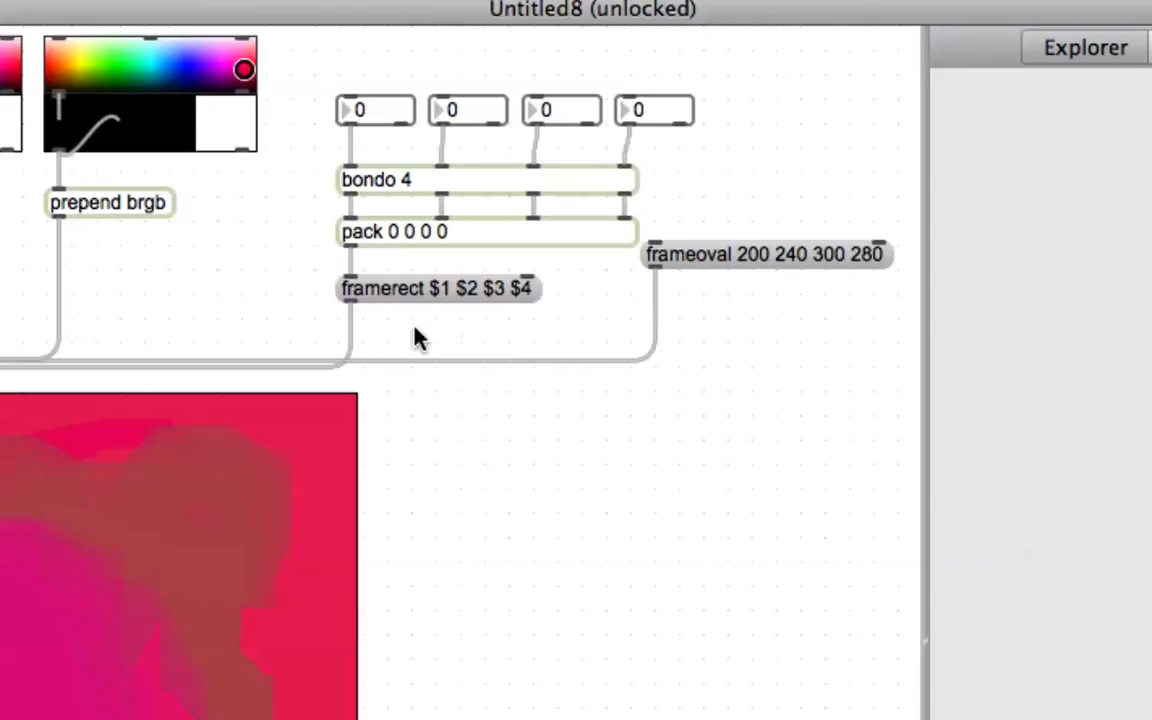 Untitled8 (unlocked)
Explorer
0
0
0
0
bondo 4
prepend brgb
pack 0 0 0 0
frameoval 200 240 300 280
framerect $1 $2 $3 $4